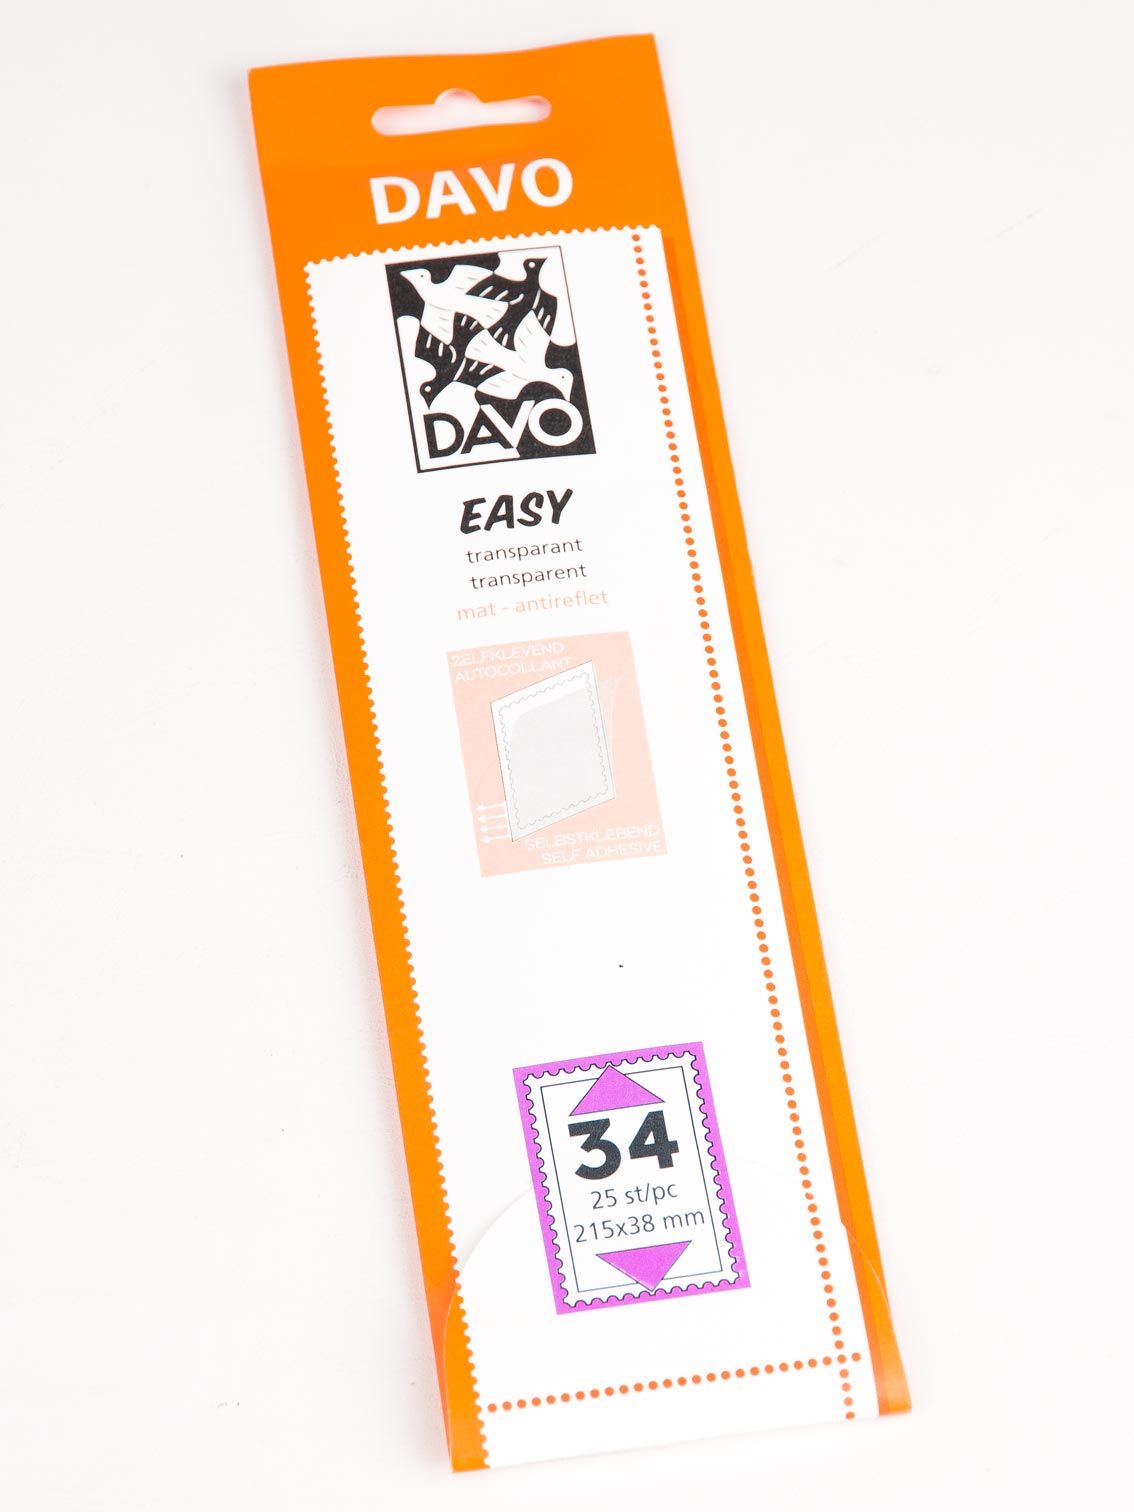 DAVO
DAVO
EASY
transparant
transparent
mat - antireflet
ZELFKLEVEND
AUTOCOLLANT
SELBSTKLEBEND
SELF ADHESIVE
34
25 st/pc
215x38 mm